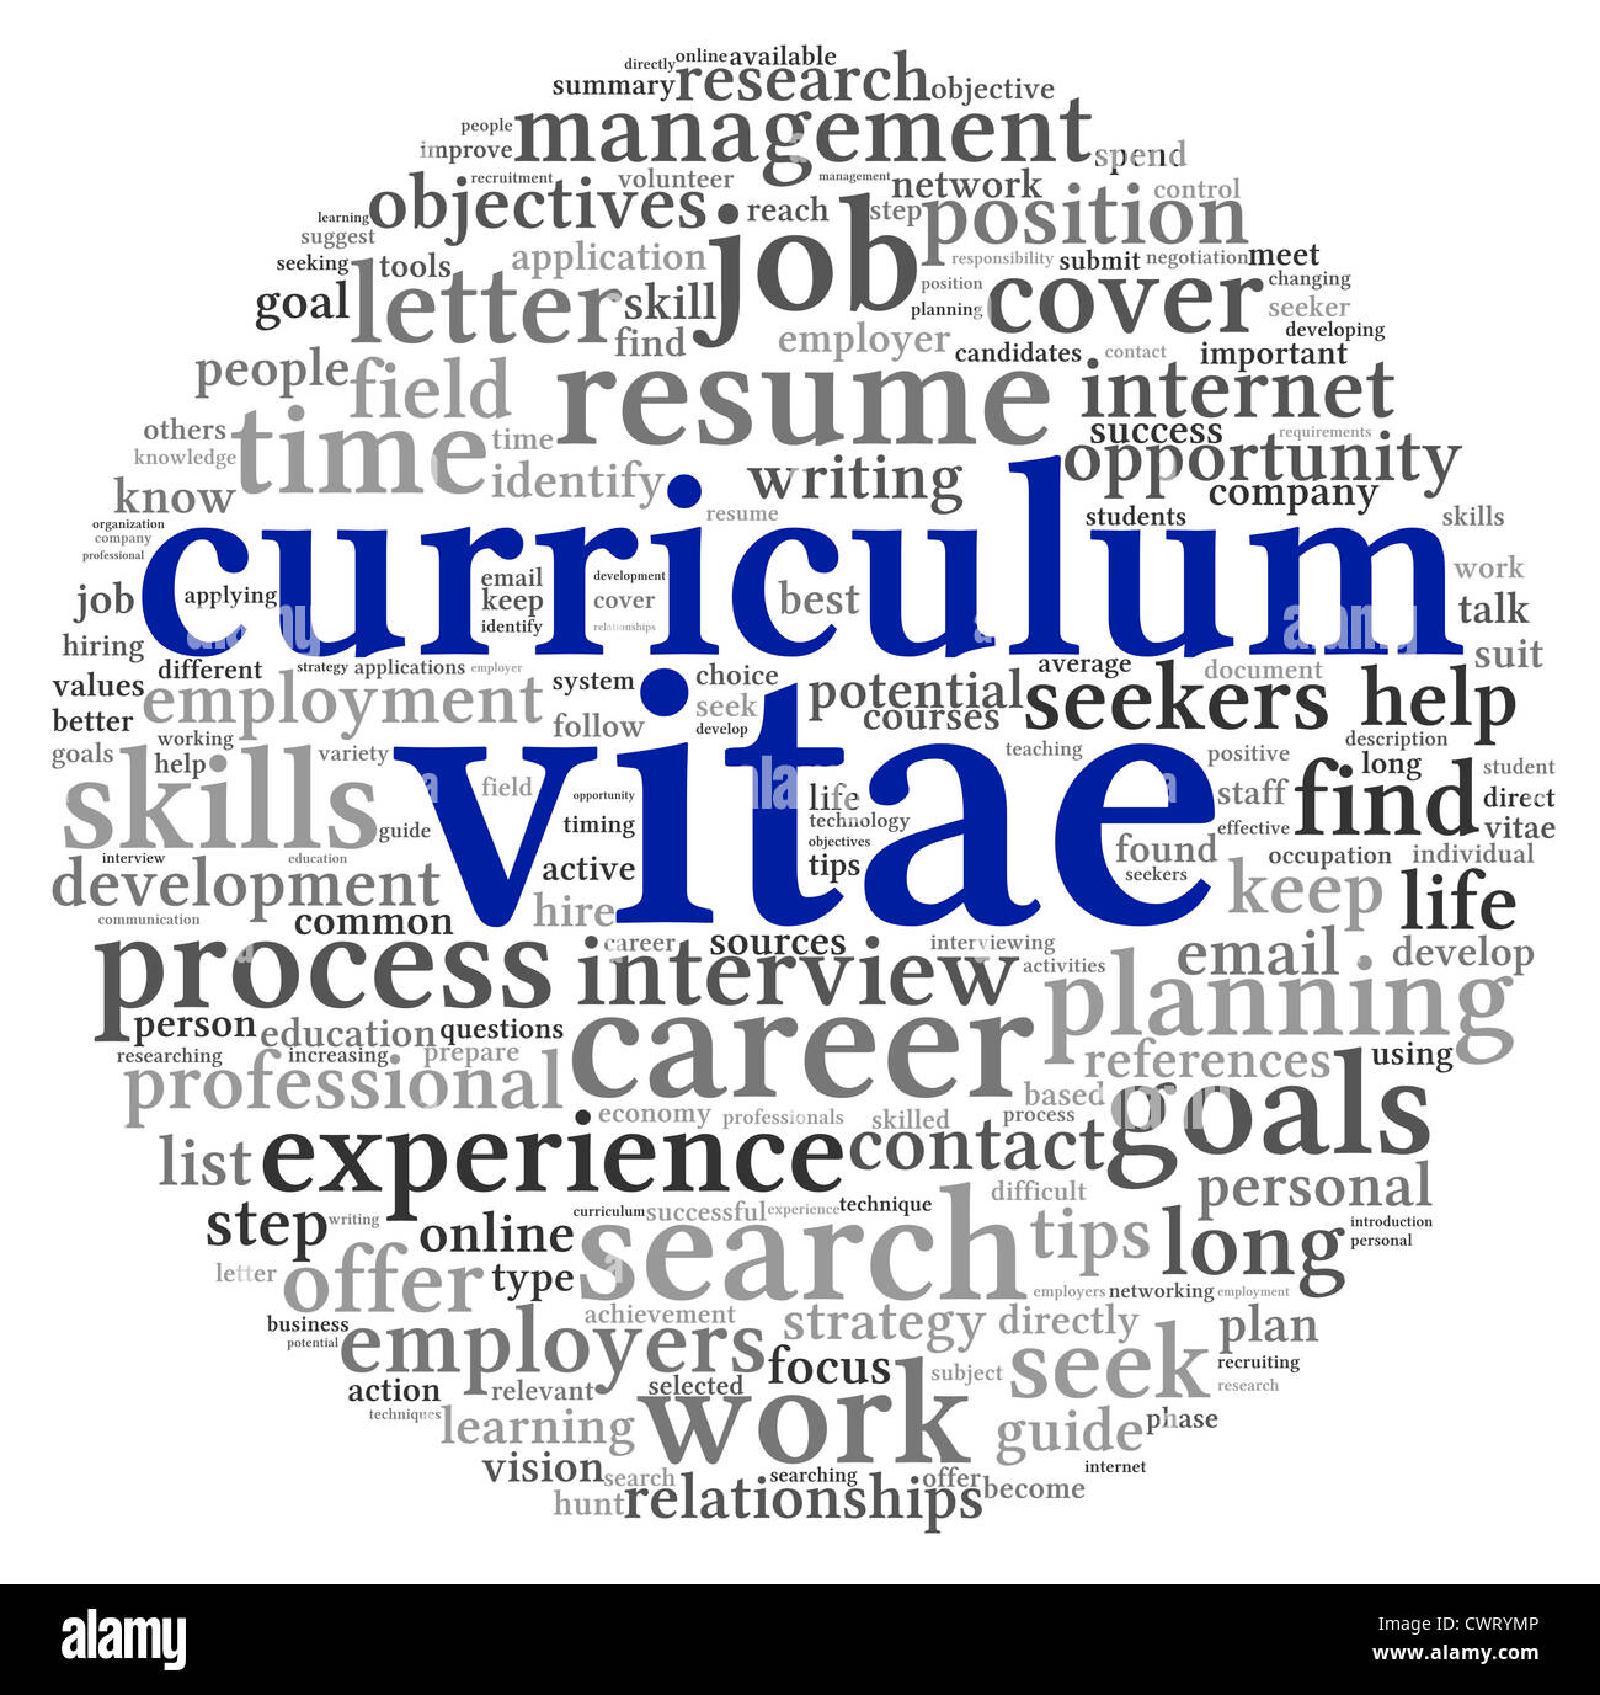 directly online available
summary research objective
people management
improve spend
recruitment volunteer management network control
learning objectives reach step position
suggest
seeking tools application job responsibility submit negotiation meet
goal letter skill position cover changing
planning seeker
find employer developing
people field candidates contact important
resume internet
others time time success requirements
knowledge identify writing opportunity
know company
organization resume students skills
company
professional curriculum work
job applying email development best talk
keep cover
hiring identify relationships suit
different strategy applications employer choice average document
values employment system potential seekers help
better follow seek courses
develop
goals working variety teaching positive description
help long student
skills field opportunity life staff find direct
guide timing vitae technology effective vitae
interview education objectives found occupation individual
development active tips seekers keep life
communication common hire
process career sources interviewing email develop
interview activities planning
person education questions career
researching increasing prepare references using
professional based goals
economy professionals skilled process
list experience contact
difficult personal
step writing online curriculum successful experience technique introduction
search tips long personal
letter offer type
employers networking employment
business achievement strategy directly plan
potential employers focus subject seek recruiting
action relevant selected research
techniques learning work guide phase
vision search searching offer internet
become
hunt relationships
alamy
Image ID: CWRYMP
www.alamy.com